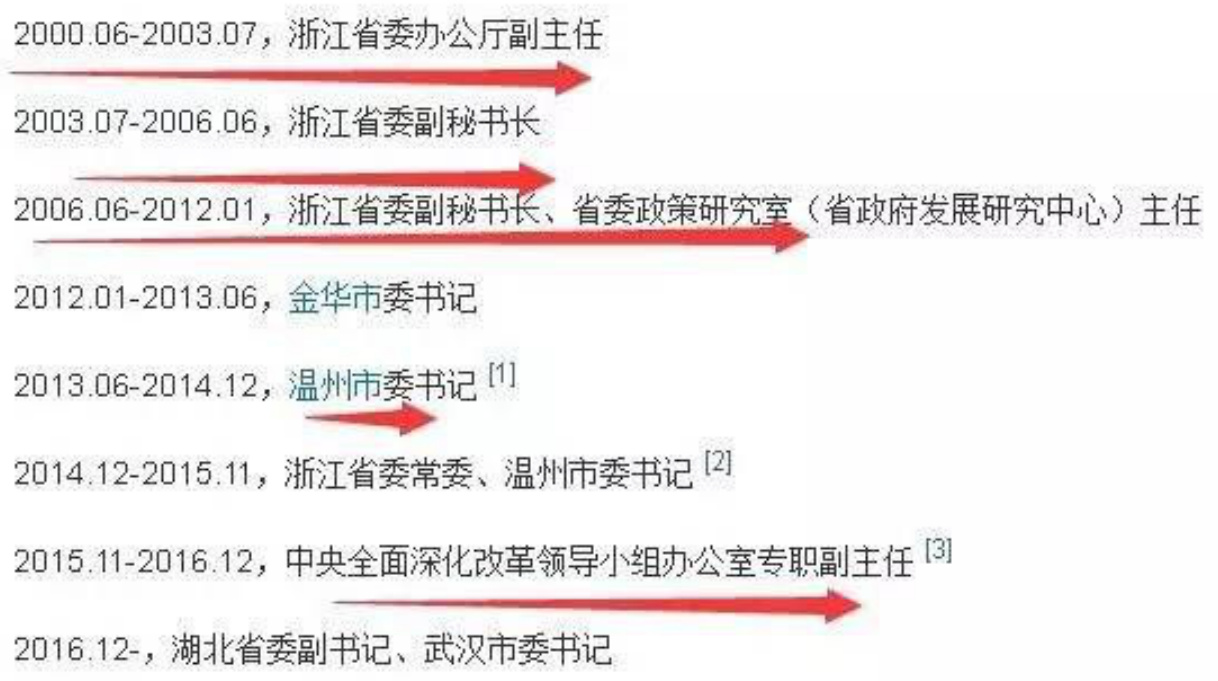 2000.06-2003.07，浙江省委办公厅副主任
2003.07-2006.06，浙江省委副秘书长
2006.06-2012.01，浙江省委副秘书长、省委政策研究室（省政府发展研究中心）主任
2012.01-2013.06，金华市委书记
2013.06-2014.12，温州市委书记 [1]
2014.12-2015.11，浙江省委常委、温州市委书记 [2]
2015.11-2016.12，中央全面深化改革领导小组办公室专职副主任 [3]
2016.12-，湖北省委副书记、武汉市委书记